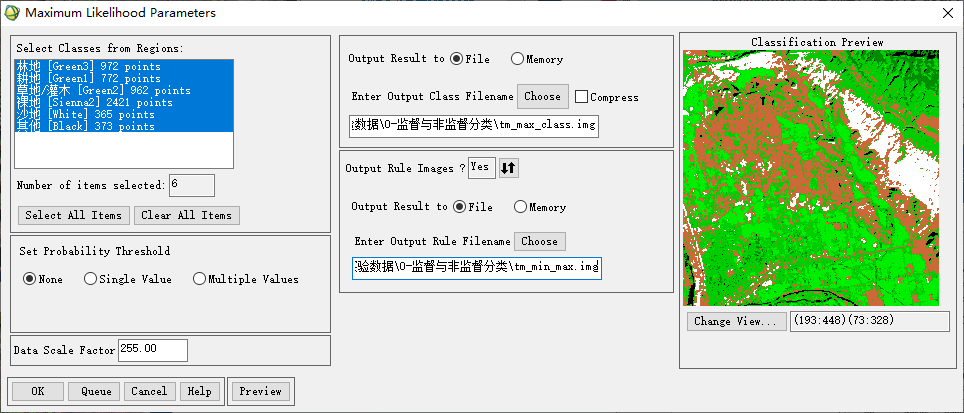 Maximum Likelihood Parameters
Select Classes from Regions:
林地 [Green3] 972 points
耕地 [Green1] 772 points
草地/灌木 [Green2] 962 points
裸地 [Sienna2] 2421 points
沙地 [White] 365 points
其他 [Black] 373 points
Number of items selected: 6
Select All Items Clear All Items
Set Probability Threshold
None Single Value Multiple Values
Data Scale Factor 255.00
OK Queue Cancel Help Preview
Output Result to File Memory
Enter Output Class Filename Choose Compress
数据\0-监督与非监督分类\tm_max_class.img
Output Rule Images ? Yes
Output Result to File Memory
Enter Output Rule Filename Choose
验数据\0-监督与非监督分类\tm_min_max.img
Classification Preview
Change View... (193:448)(73:328)